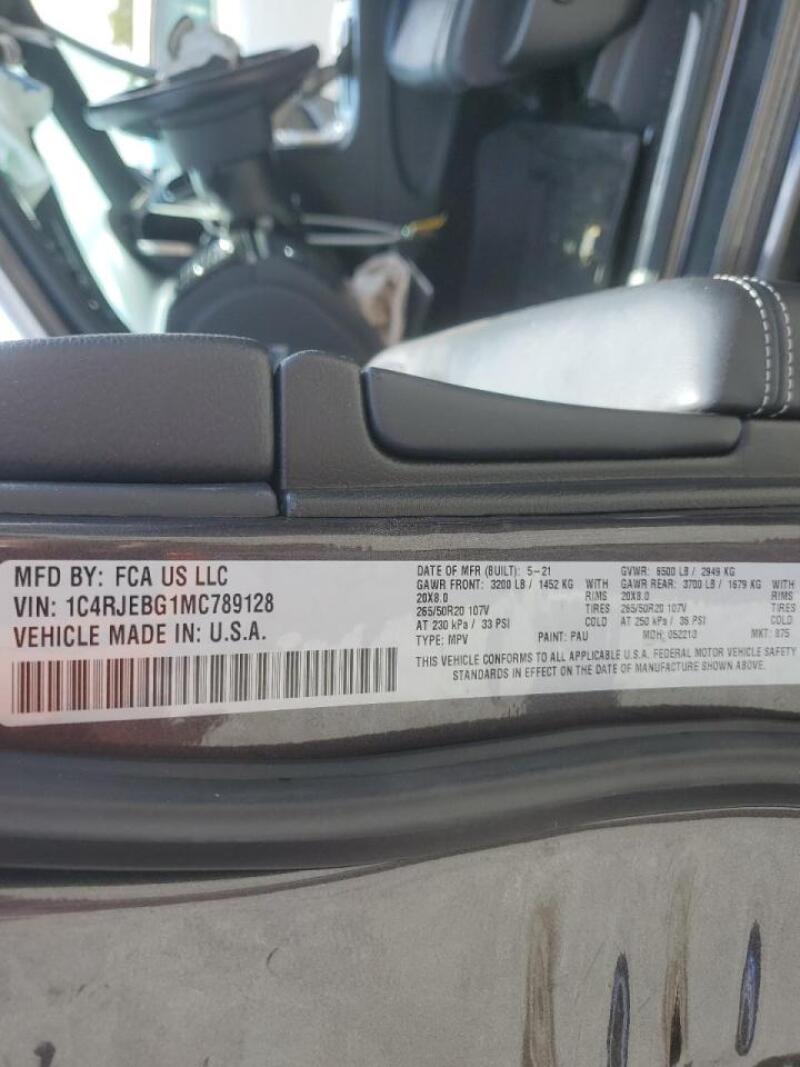 MFD BY: FCA US LLC
VIN: 1C4RJEBG1MC789128
VEHICLE MADE IN: U.S.A.
DATE OF MFR (BUILT): 5-21 GVWR: 6500 LB / 2949 KG
GAWR FRONT: 3200 LB / 1452 KG WITH GAWR REAR: 3700 LB / 1679 KG WITH
20X8.0 RIMS 20X8.0 RIMS
265/50R20 107V TIRES 265/50R20 107V TIRES
AT 230 kPa / 33 PSI COLD AT 250 kPa / 36 PSI COLD
TYPE: MPV PAINT: PAU MDH: 052210 MKT: 875
THIS VEHICLE CONFORMS TO ALL APPLICABLE U.S.A. FEDERAL MOTOR VEHICLE SAFETY
STANDARDS IN EFFECT ON THE DATE OF MANUFACTURE SHOWN ABOVE.